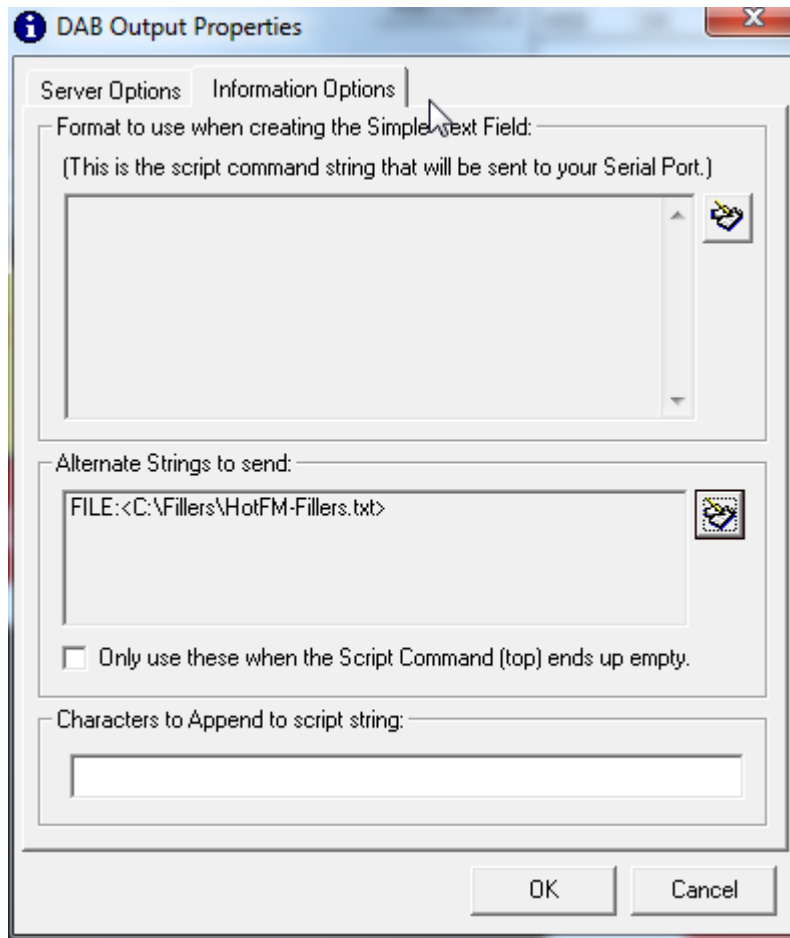 DAB Output Properties
Server Options
Information Options
Format to use when creating the Simple Text Field:
(This is the script command string that will be sent to your Serial Port.)
Alternate Strings to send:
FILE:<C:\Fillers\HotFM-Fillers.txt>
Only use these when the Script Command (top) ends up empty.
Characters to Append to script string:
OK
Cancel